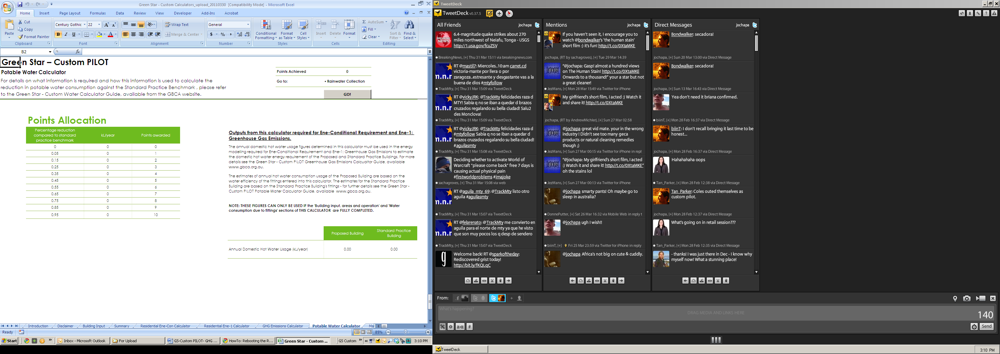 Green Star - Custom Calculators_upload_20110330 [Compatibility Mode] - Microsoft Excel
Home Insert Page Layout Formulas Data Review View Developer Add-Ins Acrobat
Paste
Cut
Copy
Format Painter
Clipboard
Century Gothic 22
B I U
Font
Wrap Text
Merge & Center
Alignment
General
$ % ,
Number
Conditional Formatting
Format as Table
Cell Styles
Styles
Insert Delete Format
Cells
AutoSum
Fill
Clear
Sort & Filter
Find & Select
Editing
B2
fx
Green Star – Custom PILOT
Potable Water Calculator
For details on what information is required and how this information is used to calculate the
reduction in potable water consumption against the Standard Practice Benchmark , please refer
to the Green Star - Custom Water Calculator Guide, available from the GBCA website.
Points Achieved 0
Go to: • Rainwater Collection
GO!
Points Allocation
Percentage reduction compared to standard practice benchmark kL/year Points awarded
0 0 0
0.05 0 1
0.15 0 2
0.25 0 3
0.35 0 4
0.45 0 5
0.55 0 6
0.65 0 7
0.75 0 8
0.85 0 9
0.95 0 10
Outputs from this calculator required for Ene-Conditional Requirement and Ene-1:
Greenhouse Gas Emissions.
The annual domestic hot water usage figures determined in this calculator must be used in the energy
modelling required for Ene-Conditional Requirement and Ene-1: Greenhouse Gas Emissions to estimate
the domestic hot water energy requirement of the Proposed and Standard Practice Buildings. For more
details see the Green Star - Custom PILOT Greenhouse Gas Emissions Calcualtor Guide, available
www.gbca.org.au.
The estimates of annual hot water consumption usage of the Proposed Building are based on the
water efficiency of the fittings entered into this calculator. The estimates for the Standard Practice
Building are based on the Standard Practice Building's fittings - for further details see the Green Star -
Custom PILOT Potable Water Calculator Guide, available www.gbca.org.au.
NOTE: THESE FIGURES CAN ONLY BE USED IF the 'Building input, areas and operation' and 'Water
consumption due to fittings' sections of THIS CALCULATOR are FULLY COMPLETED.
Proposed Building Standard Practice Building
Annual Domestic Hot Water Usage (kL/year) 0.00 0.00
Introduction Disclaimer Building Input Summary Residential Ene-Con Calculator Residential Ene-1 Calculator GHG Emissions Calculator Potable Water Calculator Mai
Ready
85%
Start
Inbox - Microsoft Outlook
For Upload
GS-Custom PILOT- GHG ...
HowTo: Rebooting the R...
Green Star - Custom ...
GS Custom
3:10 PM
TweetDeck
TweetDeck v0.37.5
All Friends jochapa
6.4-magnitude quake strikes about 270
miles northwest of Neiafu, Tonga - USGS
http://1.usa.gov/fcuZSV
BreakingNews, [+] Thu 31 Mar 15:11 via breakingnews.com
BREAKING NEWS
RT @mastil7: Miercoles..10:am carret.cd
victoria-mante por llera o por
zaragoza..estresante y desgastante vas a la
buena de dios #mtyfollow
m.n.r
TrackMty, [+] Thu 31 Mar 15:09 via TweetDeck
RT @vickyJRK: @TrackMty felicidades raza d
MTY! Sabia q no se iban a quedar d brazos
cruzados regalando su bella ciudad! Salu2
des Monclova!
m.n.r
TrackMty, [+] Thu 31 Mar 15:09 via TweetDeck
RT @vickyJRK: @TrackMty felicidades raza d
#mtyfollow Sabia q no se iban a quedar d
brazos cruzados regalando su bella ciudad!
#aguilasmty
m.n.r
TrackMty, [+] Thu 31 Mar 15:08 via TweetDeck
Deciding whether to activate World of
Warcraft "please come back" free 7 days is
causing actual physical pain
#firstworldproblems #imajoke
sachagroves, [+] Thu 31 Mar 15:08 via web
RT @aguila_mty_69: @TrackMty listo otro
aguila #aguilasmty
m.n.r
TrackMty, [+] Thu 31 Mar 15:07 via TweetDeck
RT @felarenato: @TrackMty me convierto en
aguila para el norte de mty ya que he visto
que son muy pocos los q desp de sendero
m.n.r
TrackMty, [+] Thu 31 Mar 15:07 via TweetDeck
Welcome back! RT @sparkoftheday:
Rediscovered grist today!
http://bit.ly/fKQLqC
g
Mentions jochapa
If you haven't seen it, I encourage you to
watch @bondwalker's 'the human stain'
short film :) it's fun! http://t.co/0XtaMKE
jochapa, (RT by sachagroves), [+] Tue 29 Mar 14:39
"@jochapa: Gasp! almost a hundred views
on The Human Stain! http://t.co/0XtaMKE
Onwards to a thousand!" your a star but not
a great cleaner!
JezMans, [+] Mon 28 Mar 15:49 via Twitter for iPhone
My girlfriend's short film, I acted :) Watch it
and share it! http://t.co/0XtaMKE
jochapa, (RT by AndrewMichler), [+] Sun 27 Mar 02:58
@jochapa great vid mate. your in the wrong
industry ! Didn't see too many geca
products or natural cleaning remedies
though ;)
JezMans, [+] Sun 27 Mar 00:15 via Twitter for iPhone in repl
"@jochapa: My girlfriend's short film, I acted
:) Watch it and share it! http://t.co/0XtaMKE"
oh the stains lol
JezMans, [+] Sun 27 Mar 00:13 via Twitter for iPhone
@jochapa smarty pants! Oh maybe go to
sleep in australia?
DonnePutter, [+] Sat 26 Mar 16:32 via Mobile Web in reply t
@jochapa ugh I wish!!
biinT, [+] Fri 25 Mar 23:59 via Twitter for iPhone in reply
@jochapa Africa's not big on cute & cuddly.
Direct Messages jochapa
Bondwalker: secadora!
jochapa, [+] Sun 20 Mar 13:00 via Direct Message
Bondwalker: secadora!
jochapa, [+] Sun 13 Mar 16:43 via Direct Message
Yea don't need it briana confirmed.
biinT, [+] Mon 28 Feb 16:37 via Direct Message
biinT: I don't recall bringing it last time to be
honest...
jochapa, [+] Mon 28 Feb 16:37 via Direct Message
Hahahahaha oops
Tan_Parker, [+] Mon 28 Feb 12:38 via Direct Message
Tan_Parker: Coles outed themselves as
custom pilot.
jochapa, [+] Mon 28 Feb 12:37 via Direct Message
What's going on in retail session???
Tan_Parker, [+] Mon 28 Feb 12:35 via Direct Message
- thanks! I was just there in Dec - I know why
myself now! What a stunning place!
From:
What's happening?
DRAG MEDIA AND LINKS HERE
140
Send
TweetDeck
3:10 PM